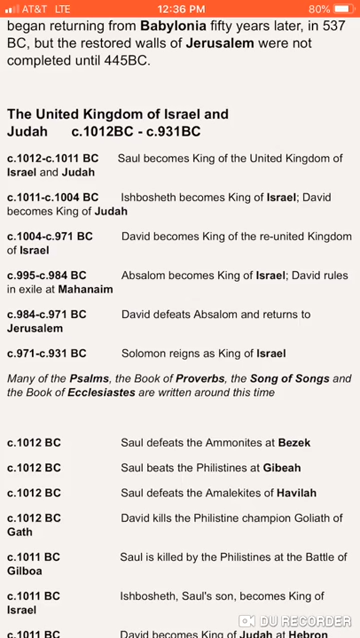 AT&T LTE 12:36 PM 80%
began returning from Babylonia fifty years later, in 537
BC, but the restored walls of Jerusalem were not
completed until 445BC.
The United Kingdom of Israel and
Judah c.1012BC - c.931BC
c.1012-c.1011 BC Saul becomes King of the United Kingdom of
Israel and Judah
c.1011-c.1004 BC Ishbosheth becomes King of Israel; David
becomes King of Judah
c.1004-c.971 BC David becomes King of the re-united Kingdom
of Israel
c.995-c.984 BC Absalom becomes King of Israel; David rules
in exile at Mahanaim
c.984-c.971 BC David defeats Absalom and returns to
Jerusalem
c.971-c.931 BC Solomon reigns as King of Israel
Many of the Psalms, the Book of Proverbs, the Song of Songs and
the Book of Ecclesiastes are written around this time
c.1012 BC Saul defeats the Ammonites at Bezek
c.1012 BC Saul beats the Philistines at Gibeah
c.1012 BC Saul defeats the Amalekites of Havilah
c.1012 BC David kills the Philistine champion Goliath of
Gath
c.1011 BC Saul is killed by the Philistines at the Battle of
Gilboa
c.1011 BC Ishbosheth, Saul's son, becomes King of
Israel
DU RECORDER
c.1011 BC David becomes King of Judah at Hebron